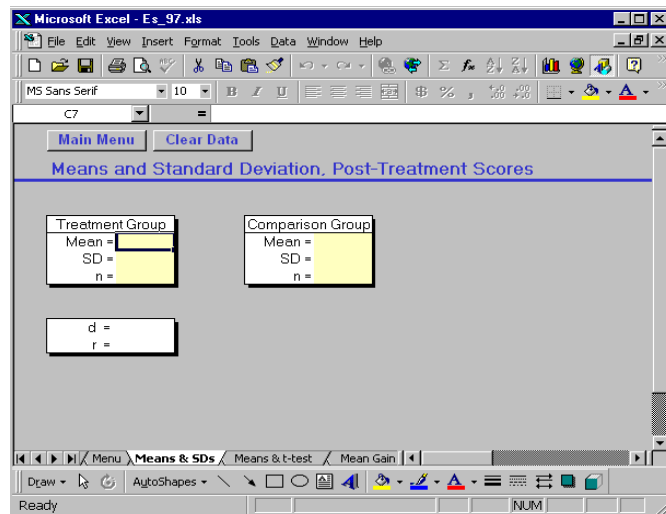 Microsoft Excel - Es_97.xls
File Edit View Insert Format Tools Data Window Help
MS Sans Serif 10 B I U $ % ,
C7 =
Main Menu Clear Data
Means and Standard Deviation, Post-Treatment Scores
Treatment Group Comparison Group
Mean = Mean =
SD = SD =
n = n =
d =
r =
Menu Means & SDs Means & t-test Mean Gain
Draw AutoShapes
Ready NUM